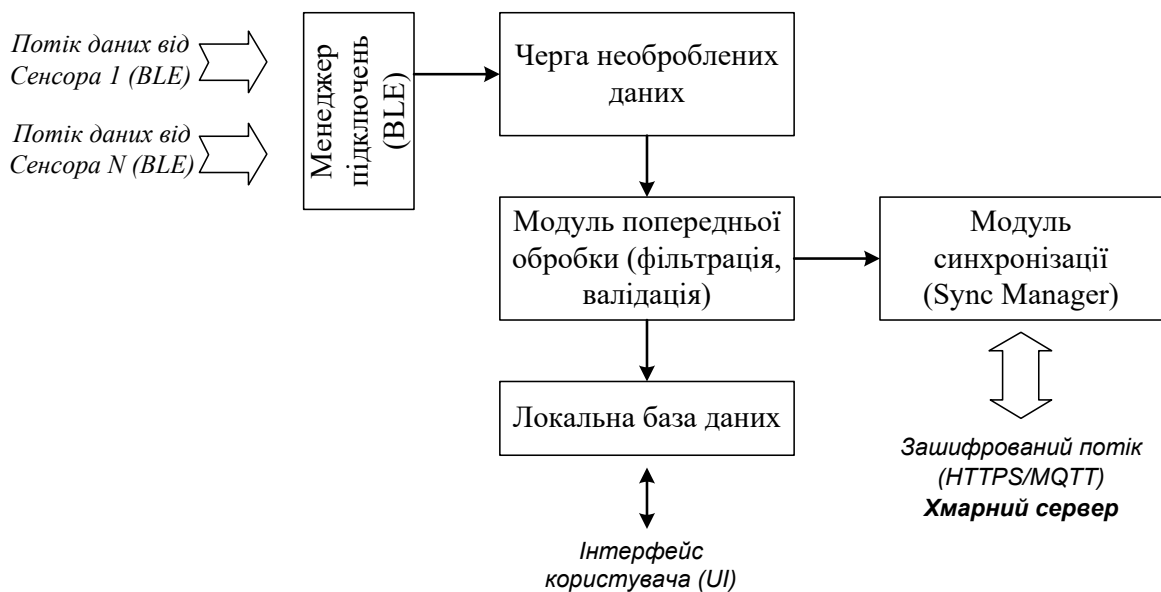 Потік даних від
Сенсора 1 (BLE)
Потік даних від
Сенсора N (BLE)
Менеджер
підключень
(BLE)
Черга необроблених
даних
Модуль попередньої
обробки (фільтрація,
валідація)
Модуль
синхронізації
(Sync Manager)
Локальна база даних
Зашифрований потік
(HTTPS/MQTT)
Хмарний сервер
Інтерфейс
користувача (UI)